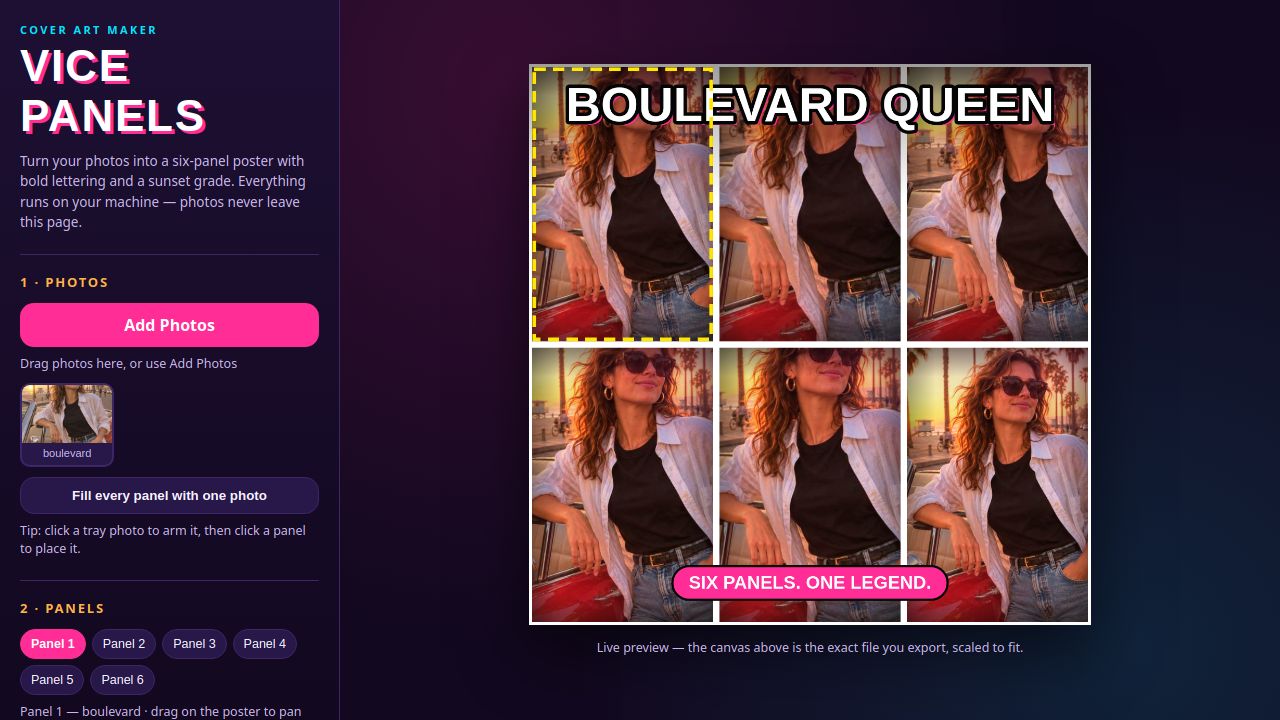 COVER ART MAKER
VICE
PANELS
Turn your photos into a six-panel poster with
bold lettering and a sunset grade. Everything
runs on your machine — photos never leave
this page.
1 · PHOTOS
Add Photos
Drag photos here, or use Add Photos
boulevard
Fill every panel with one photo
Tip: click a tray photo to arm it, then click a panel
to place it.
2 · PANELS
Panel 1
Panel 2
Panel 3
Panel 4
Panel 5
Panel 6
Panel 1 — boulevard · drag on the poster to pan
BOULEVARD QUEEN
SIX PANELS. ONE LEGEND.
Live preview — the canvas above is the exact file you export, scaled to fit.